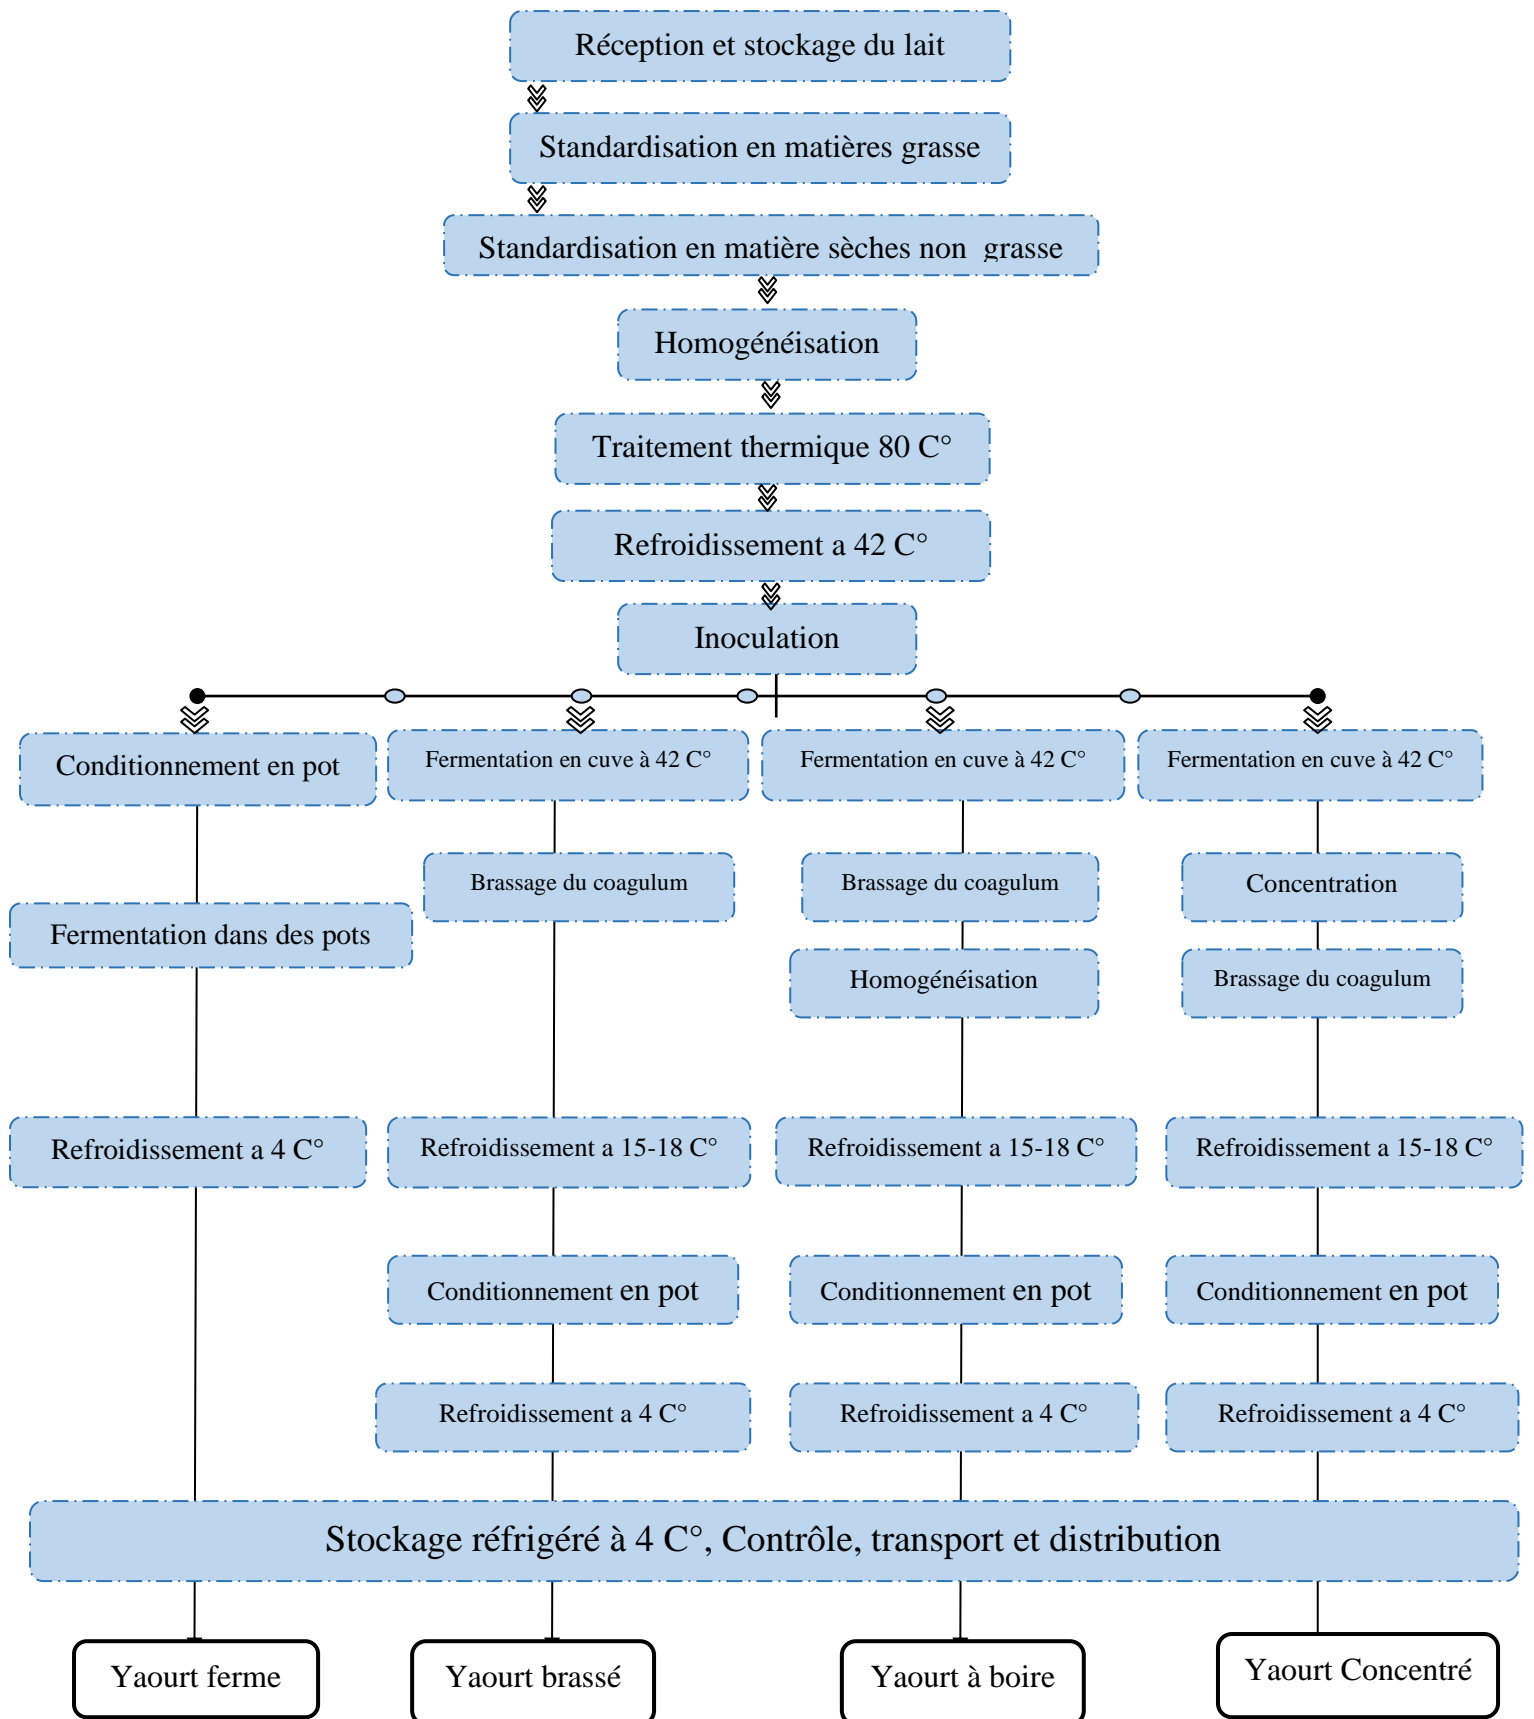 Réception et stockage du lait
Standardisation en matières grasse
Standardisation en matière sèches non grasse
Homogénéisation
Traitement thermique 80 C°
Refroidissement a 42 C°
Inoculation
Conditionnement en pot
Fermentation en cuve à 42 C°
Fermentation en cuve à 42 C°
Fermentation en cuve à 42 C°
Brassage du coagulum
Brassage du coagulum
Concentration
Fermentation dans des pots
Homogénéisation
Brassage du coagulum
Refroidissement a 4 C°
Refroidissement a 15-18 C°
Refroidissement a 15-18 C°
Refroidissement a 15-18 C°
Conditionnement en pot
Conditionnement en pot
Conditionnement en pot
Refroidissement a 4 C°
Refroidissement a 4 C°
Refroidissement a 4 C°
Stockage réfrigéré à 4 C°, Contrôle, transport et distribution
Yaourt ferme
Yaourt brassé
Yaourt à boire
Yaourt Concentré